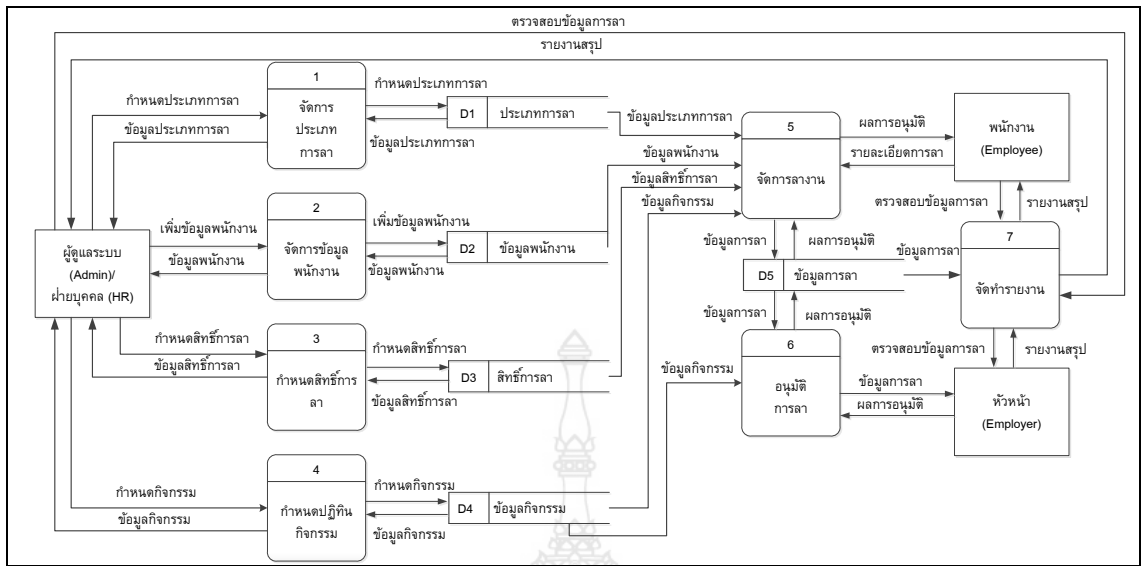 ตรวจสอบข้อมูลการลา
รายงานสรุป
1
จัดการ
ประเภท
การลา
กำหนดประเภทการลา
ข้อมูลประเภทการลา
กำหนดประเภทการลา
ข้อมูลประเภทการลา
D1
ประเภทการลา
ข้อมูลประเภทการลา
2
จัดการข้อมูล
พนักงาน
เพิ่มข้อมูลพนักงาน
ข้อมูลพนักงาน
เพิ่มข้อมูลพนักงาน
ข้อมูลพนักงาน
D2
ข้อมูลพนักงาน
ข้อมูลพนักงาน
ข้อมูลสิทธิ์การลา
ข้อมูลกิจกรรม
ผู้ดูแลระบบ
(Admin)/
ฝ่ายบุคคล (HR)
3
กำหนดสิทธิ์การ
ลา
กำหนดสิทธิ์การลา
ข้อมูลสิทธิ์การลา
กำหนดสิทธิ์การลา
ข้อมูลสิทธิ์การลา
D3
สิทธิ์การลา
4
กำหนดปฏิทิน
กิจกรรม
กำหนดกิจกรรม
ข้อมูลกิจกรรม
กำหนดกิจกรรม
ข้อมูลกิจกรรม
D4
ข้อมูลกิจกรรม
ข้อมูลกิจกรรม
5
จัดการลางาน
ผลการอนุมัติ
รายละเอียดการลา
พนักงาน
(Employee)
ข้อมูลการลา
ผลการอนุมัติ
D5
ข้อมูลการลา
ข้อมูลการลา
ข้อมูลการลา
ผลการอนุมัติ
6
อนุมัติ
การลา
ข้อมูลการลา
ผลการอนุมัติ
หัวหน้า
(Employer)
ตรวจสอบข้อมูลการลา
รายงานสรุป
7
จัดทำรายงาน
ตรวจสอบข้อมูลการลา
รายงานสรุป